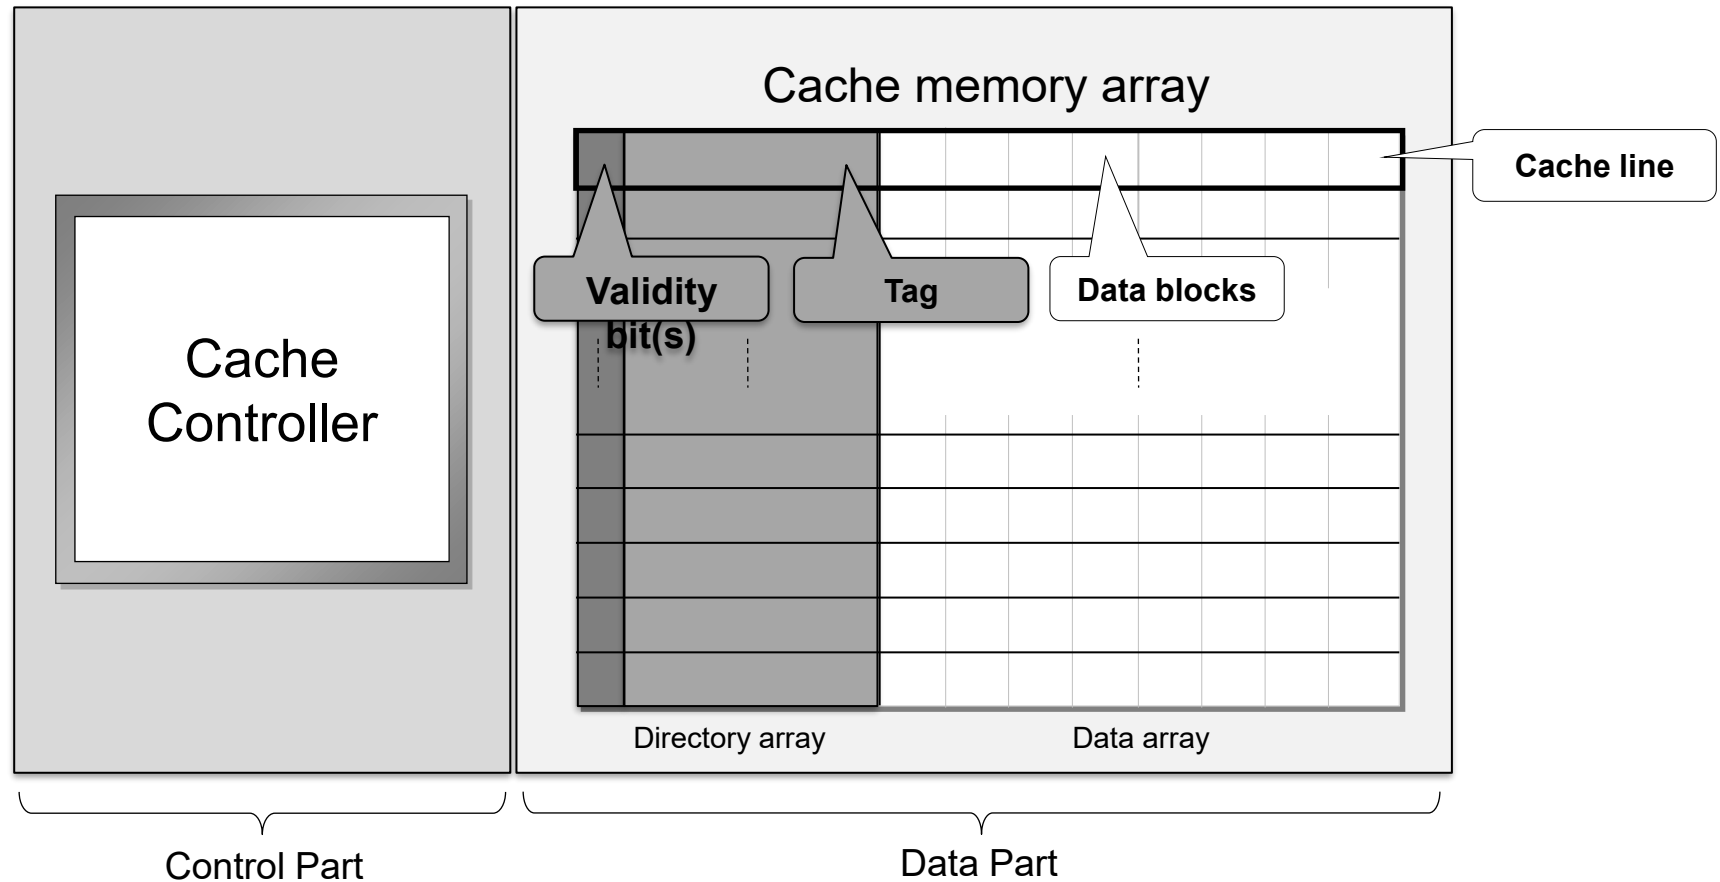 Cache memory array
Cache line
Validity
bit(s)
Tag
Data blocks
Cache
Controller
Directory array
Data array
Control Part
Data Part